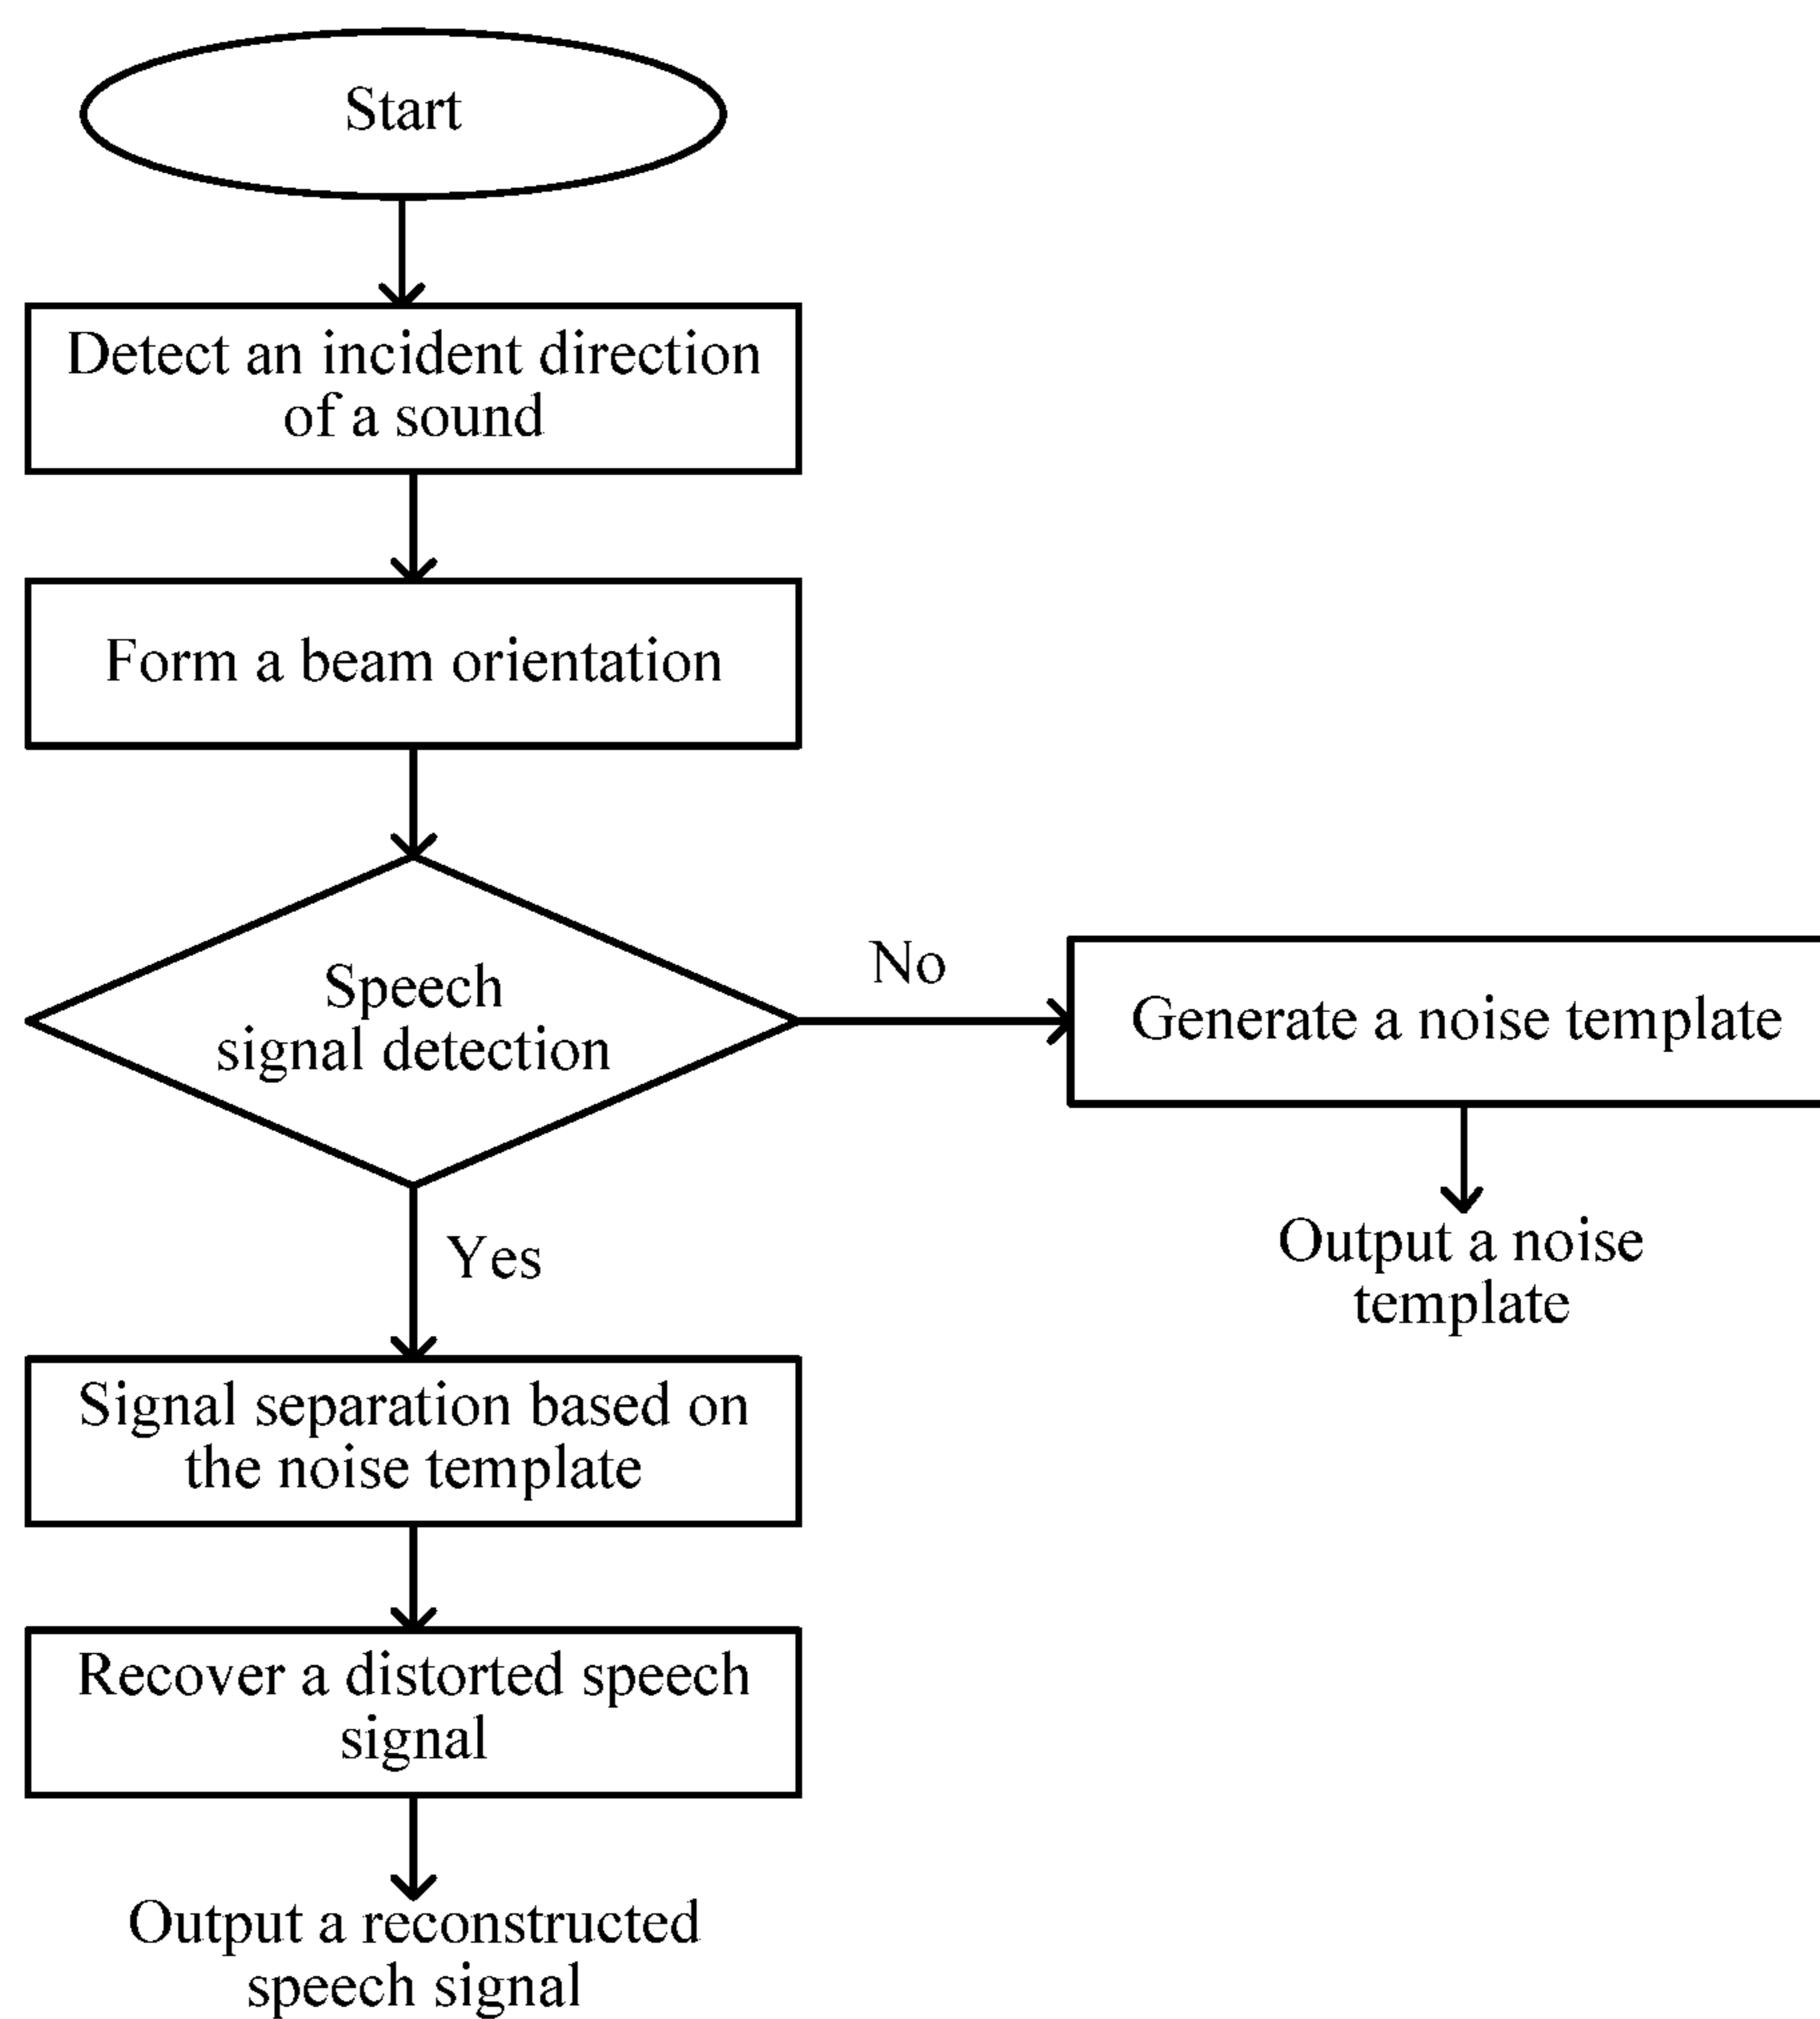 Start
Detect an incident direction
of a sound
Form a beam orientation
Speech
signal detection
No
Generate a noise template
Output a noise
template
Yes
Signal separation based on
the noise template
Recover a distorted speech
signal
Output a reconstructed
speech signal